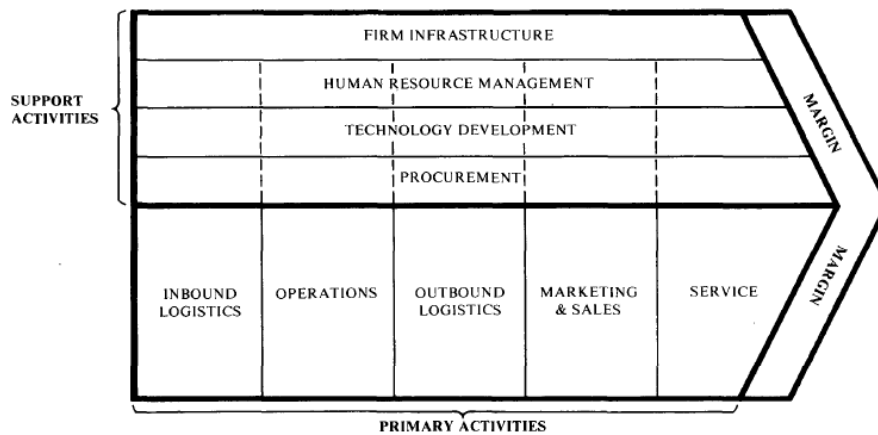 FIRM INFRASTRUCTURE
HUMAN RESOURCE MANAGEMENT
SUPPORT
ACTIVITIES
TECHNOLOGY DEVELOPMENT
PROCUREMENT
MARGIN
MARGIN
INBOUND
LOGISTICS
OPERATIONS
OUTBOUND
LOGISTICS
MARKETING
& SALES
SERVICE
PRIMARY ACTIVITIES